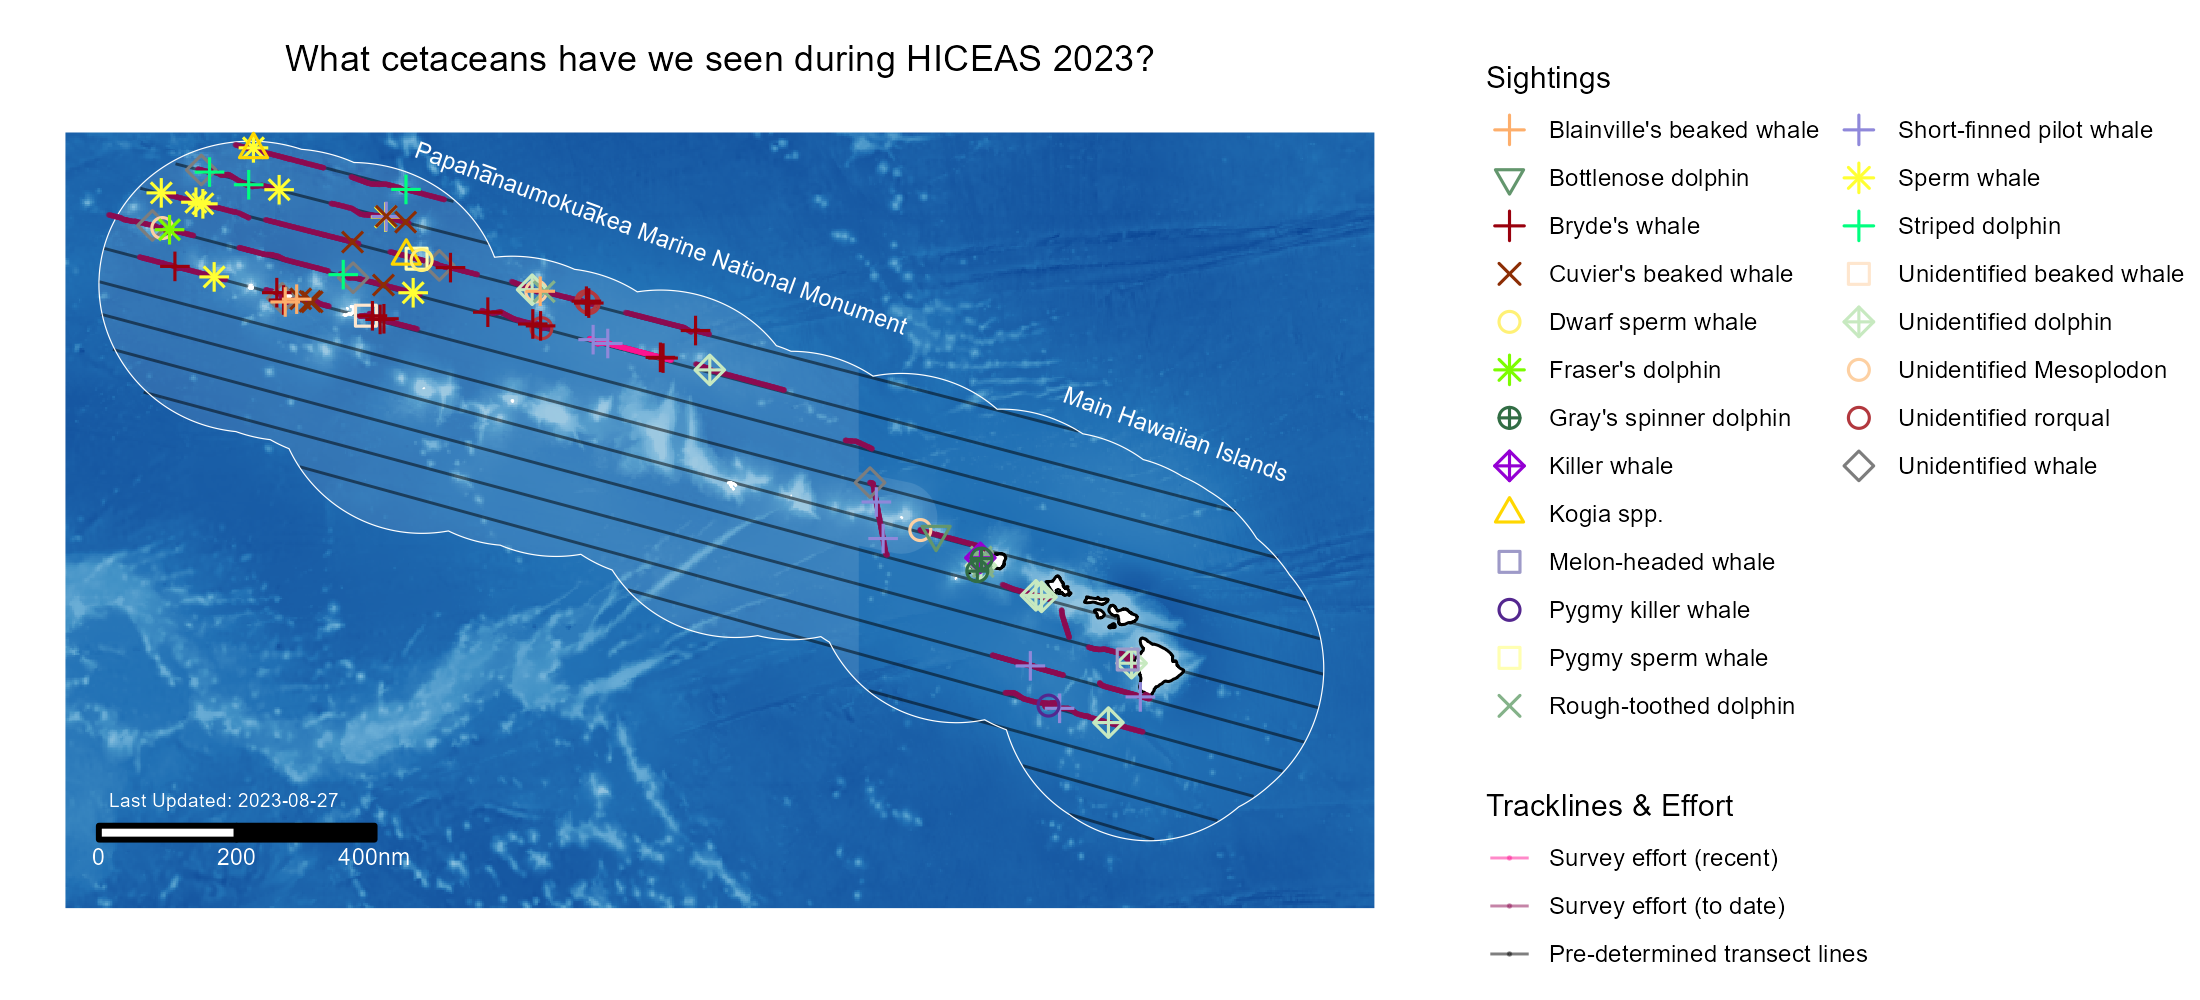 What cetaceans have we seen during HICEAS 2023?
Papahānaumokuākea Marine National Monument
Main Hawaiian Islands
Last Updated: 2023-08-27
0 200 400nm
Sightings
Blainville's beaked whale
Bottlenose dolphin
Bryde's whale
Cuvier's beaked whale
Dwarf sperm whale
Fraser's dolphin
Gray's spinner dolphin
Killer whale
Kogia spp.
Melon-headed whale
Pygmy killer whale
Pygmy sperm whale
Rough-toothed dolphin
Short-finned pilot whale
Sperm whale
Striped dolphin
Unidentified beaked whale
Unidentified dolphin
Unidentified Mesoplodon
Unidentified rorqual
Unidentified whale
Tracklines & Effort
Survey effort (recent)
Survey effort (to date)
Pre-determined transect lines